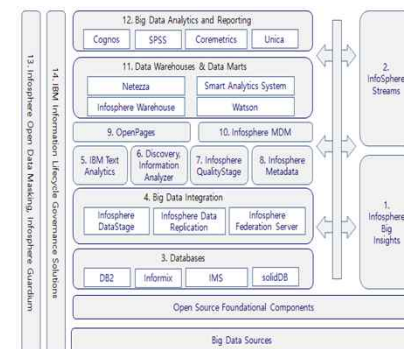 12. Big Data Analytics and Reporting
Cognos
SPSS
Coremetrics
Unica
11. Data Warehouses & Data Marts
Netezza
Smart Analytics System
Infosphere Warehouse
Watson
9. OpenPages
10. Infosphere MDM
5. IBM Text
Analytics
6. Discovery,
Information
Analyzer
7. Infosphere
QualityStage
8. Infosphere
Metadata
4. Big Data Integration
Infosphere
DataStage
Infosphere Data
Replication
Infosphere
Federation Server
3. Databases
DB2
Informix
IMS
solidDB
Open Source Foundational Components
Big Data Sources
13. Infosphere Open Data Masking, Infosphere Guardium
14. IBM Information Lifecycle Governance Solutions
2.
InfoSphere
Streams
1.
Infosphere
Big
Insights